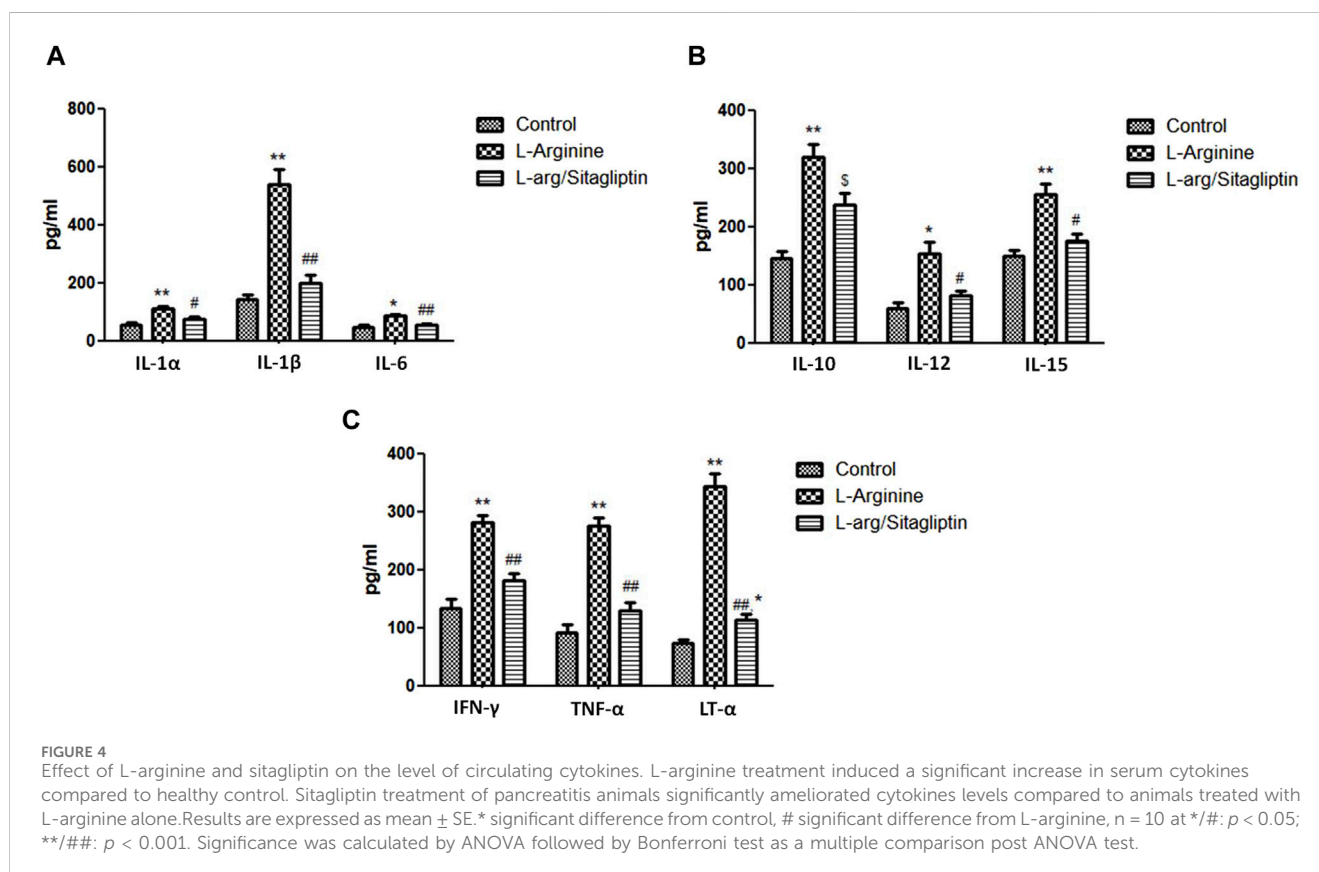 A
800
600
400
200
0
pg/ml
**
#
**
##
*
##
IL-1α
IL-1β
IL-6
Control
L-Arginine
L-arg/Sitagliptin
B
400
300
200
100
0
pg/ml
**
$
*
#
**
#
IL-10
IL-12
IL-15
Control
L-Arginine
L-arg/Sitagliptin
C
400
300
200
100
0
pg/ml
**
##
**
##
**
##,*
IFN-γ
TNF-α
LT-α
Control
L-Arginine
L-arg/Sitagliptin
FIGURE 4
Effect of L-arginine and sitagliptin on the level of circulating cytokines. L-arginine treatment induced a significant increase in serum cytokines
compared to healthy control. Sitagliptin treatment of pancreatitis animals significantly ameliorated cytokines levels compared to animals treated with
L-arginine alone.Results are expressed as mean ± SE.* significant difference from control, # significant difference from L-arginine, n = 10 at */#: p < 0.05;
**/##: p < 0.001. Significance was calculated by ANOVA followed by Bonferroni test as a multiple comparison post ANOVA test.